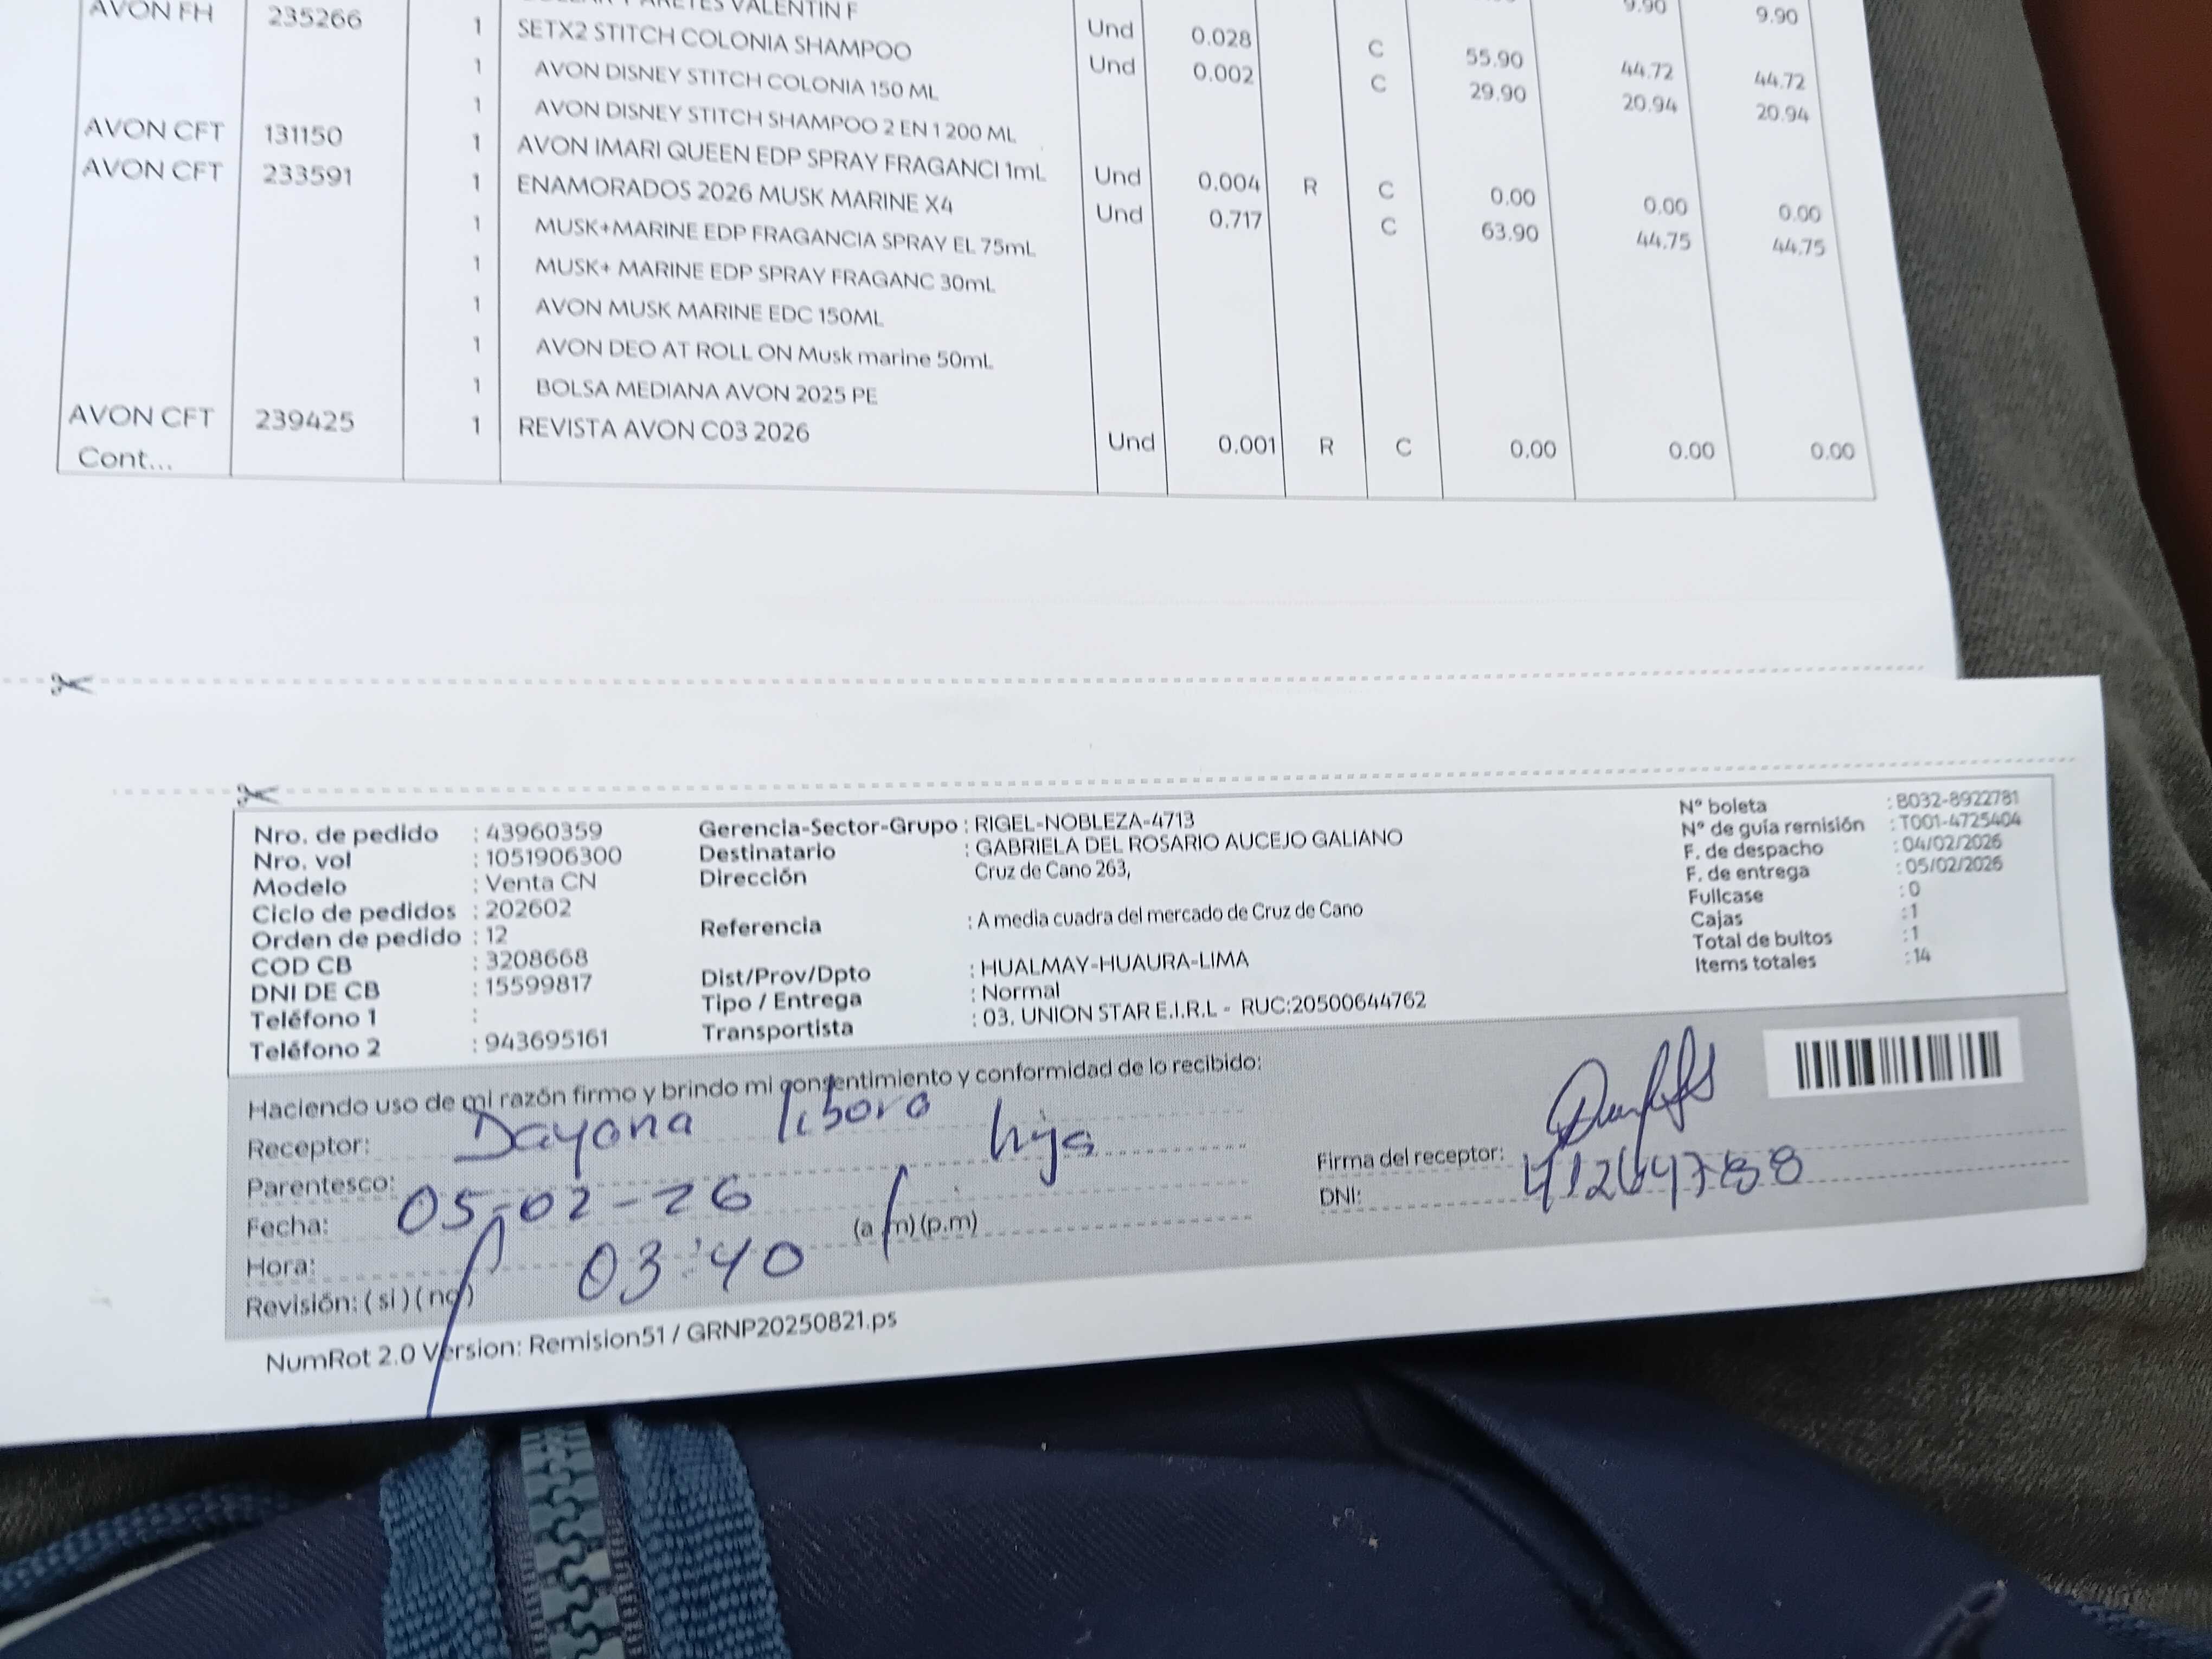 AVON FH 235266 VALENTIN F 9.90 9.90
1 SETX2 STITCH COLONIA SHAMPOO Und 0.028 C 55.90 44.72 44.72
1 AVON DISNEY STITCH COLONIA 150 ML Und 0.002 C 29.90 20.94 20.94
1 AVON DISNEY STITCH SHAMPOO 2 EN 1 200 ML
AVON CFT 131150 1 AVON IMARI QUEEN EDP SPRAY FRAGANCI 1mL Und 0.004 R C 0.00 0.00 0.00
AVON CFT 233591 1 ENAMORADOS 2026 MUSK MARINE X4 Und 0.717 C 63.90 44.75 44.75
1 MUSK+MARINE EDP FRAGANCIA SPRAY EL 75mL
1 MUSK+ MARINE EDP SPRAY FRAGANC 30mL
1 AVON MUSK MARINE EDC 150ML
1 AVON DEO AT ROLL ON Musk marine 50mL
1 BOLSA MEDIANA AVON 2025 PE
AVON CFT 239425 1 REVISTA AVON C03 2026 Und 0.001 R C 0.00 0.00 0.00
Cont...
Nro. de pedido : 43960359 Gerencia-Sector-Grupo : RIGEL-NOBLEZA-4713 N° boleta : B032-8922781
Nro. vol : 1051906300 Destinatario : GABRIELA DEL ROSARIO AUCEJO GALIANO N° de guía remisión : T001-4725404
Modelo : Venta CN Dirección Cruz de Cano 263, F. de despacho : 04/02/2026
Ciclo de pedidos : 202602 F. de entrega : 05/02/2026
Orden de pedido : 12 Referencia : A media cuadra del mercado de Cruz de Cano Fullcase : 0
COD CB : 3208668 Cajas : 1
DNI DE CB : 15599817 Dist/Prov/Dpto : HUALMAY-HUAURA-LIMA Total de bultos : 1
Teléfono 1 : Tipo / Entrega : Normal Items totales : 14
Teléfono 2 : 943695161 Transportista : 03. UNION STAR E.I.R.L - RUC:20500644762
Haciendo uso de mi razón firmo y brindo mi consentimiento y conformidad de lo recibido:
Receptor: Dayana
Parentesco: hija Firma del receptor:
Fecha: 05-02-26 DNI:
Hora: 03:40 (a.m)(p.m)
Revisión: (si) (no)
NumRot 2.0 Version: Remision51 / GRNP20250821.ps